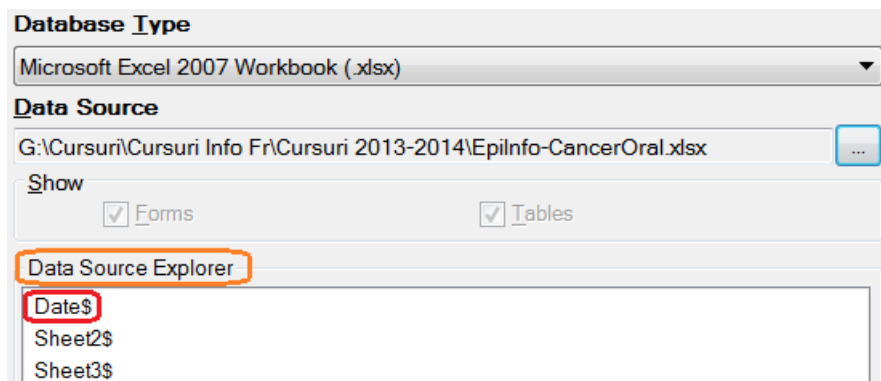 Database Type
Microsoft Excel 2007 Workbook (.xlsx)
Data Source
G:\Cursuri\Cursuri Info Fr\Cursuri 2013-2014\EpiInfo-CancerOral.xlsx ...
Show
Forms Tables
Data Source Explorer
Date$
Sheet2$
Sheet3$